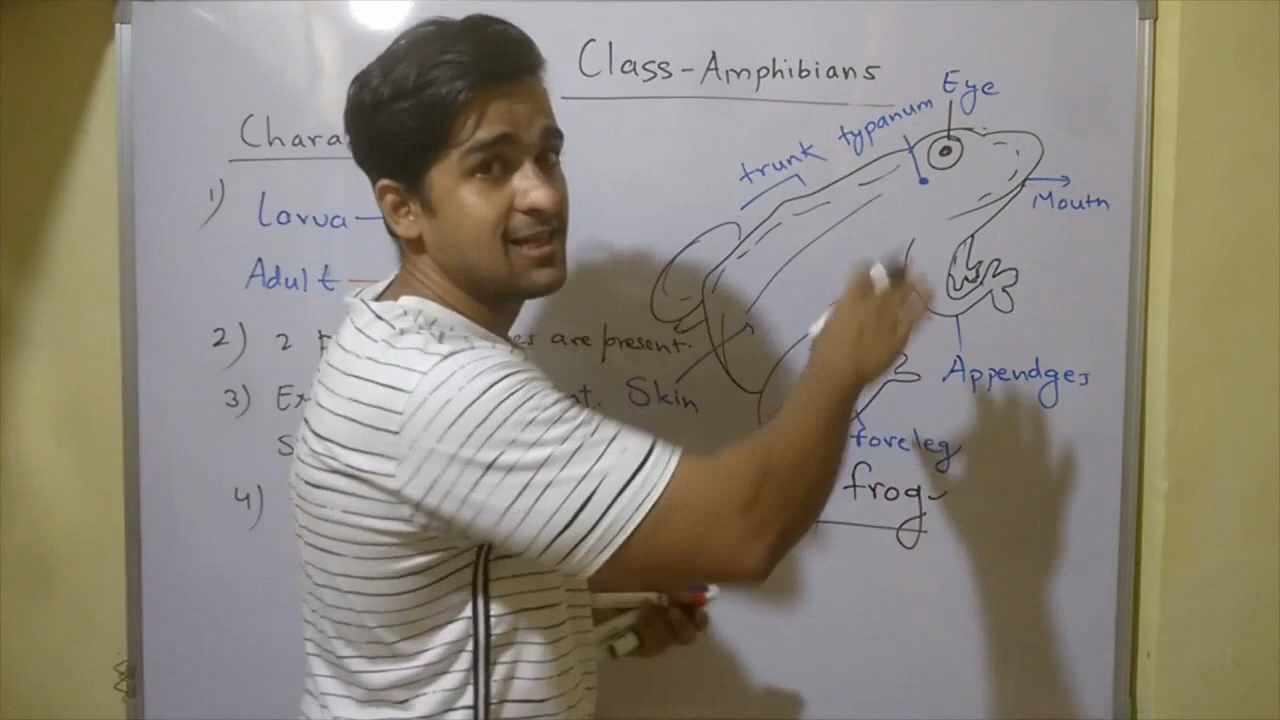 Class-Amphibians
Chara
1) Larva-
Adult-
2) 2 es are present.
3) Ex t. Skin
S
4)
Eye
typanum
trunk
Mouth
Appendges
foreleg
frog